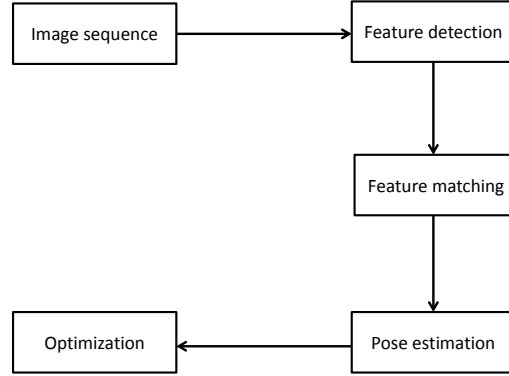 Image sequence
Feature detection
Feature matching
Pose estimation
Optimization